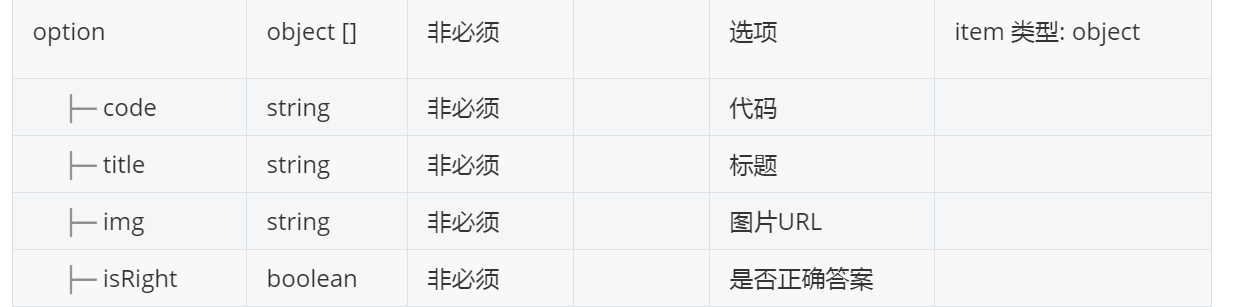 option object [] 非必须 选项 item 类型: object
├─ code string 非必须 代码
├─ title string 非必须 标题
├─ img string 非必须 图片URL
├─ isRight boolean 非必须 是否正确答案